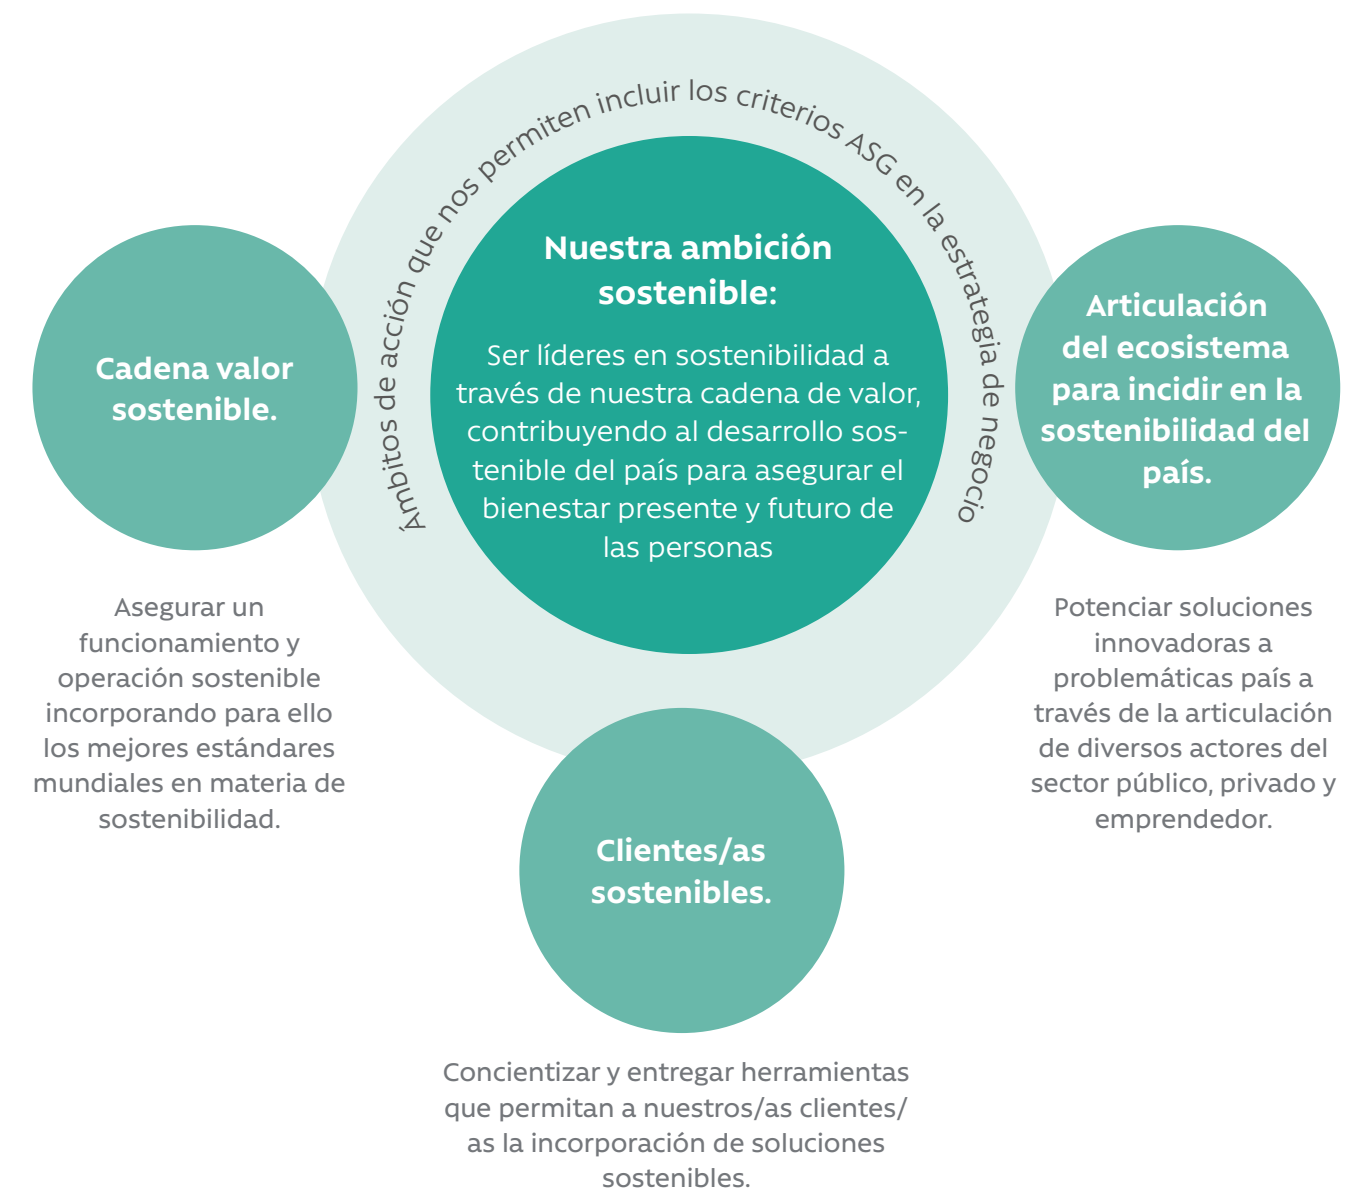 Ámbitos de acción que nos permiten incluir los criterios ASG en la estrategia de negocio
Nuestra ambición
sostenible:
Ser líderes en sostenibilidad a
través de nuestra cadena de valor,
contribuyendo al desarrollo sos-
tenible del país para asegurar el
bienestar presente y futuro de
las personas
Cadena valor
sostenible.
Asegurar un
funcionamiento y
operación sostenible
incorporando para ello
los mejores estándares
mundiales en materia de
sostenibilidad.
Articulación
del ecosistema
para incidir en la
sostenibilidad del
país.
Potenciar soluciones
innovadoras a
problemáticas país a
través de la articulación
de diversos actores del
sector público, privado y
emprendedor.
Clientes/as
sostenibles.
Concientizar y entregar herramientas
que permitan a nuestros/as clientes/
as la incorporación de soluciones
sostenibles.